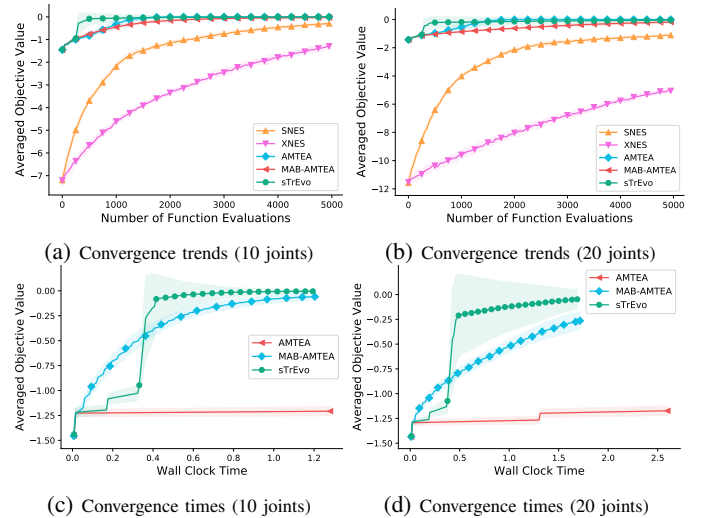 Averaged Objective Value
0
−1
−2
−3
−4
−5
−6
−7
SNES
XNES
AMTEA
MAB-AMTEA
sTrEvo
0 1000 2000 3000 4000 5000
Number of Function Evaluations
(a) Convergence trends (10 joints)
Averaged Objective Value
0
−2
−4
−6
−8
−10
−12
SNES
XNES
AMTEA
MAB-AMTEA
sTrEvo
0 1000 2000 3000 4000 5000
Number of Function Evaluations
(b) Convergence trends (20 joints)
Averaged Objective Value
0.00
−0.25
−0.50
−0.75
−1.00
−1.25
−1.50
AMTEA
MAB-AMTEA
sTrEvo
0.0 0.2 0.4 0.6 0.8 1.0 1.2
Wall Clock Time
(c) Convergence times (10 joints)
Averaged Objective Value
0.00
−0.25
−0.50
−0.75
−1.00
−1.25
−1.50
AMTEA
MAB-AMTEA
sTrEvo
0.0 0.5 1.0 1.5 2.0 2.5
Wall Clock Time
(d) Convergence times (20 joints)